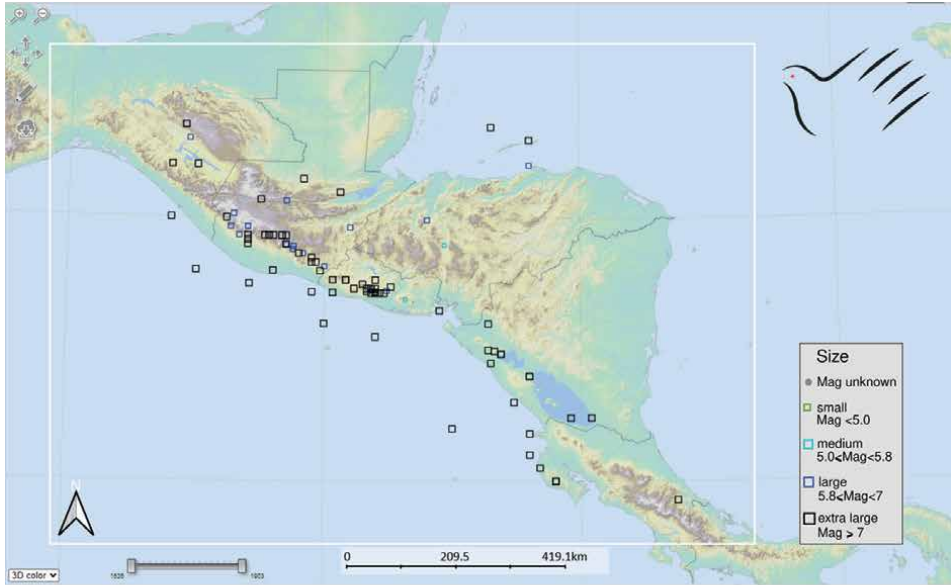 N
3D color
0
209.5
419.1km
Size
Mag unknown
small
Mag <5.0
medium
5.0⩽Mag<5.8
large
5.8⩽Mag<7
extra large
Mag ⩾ 7